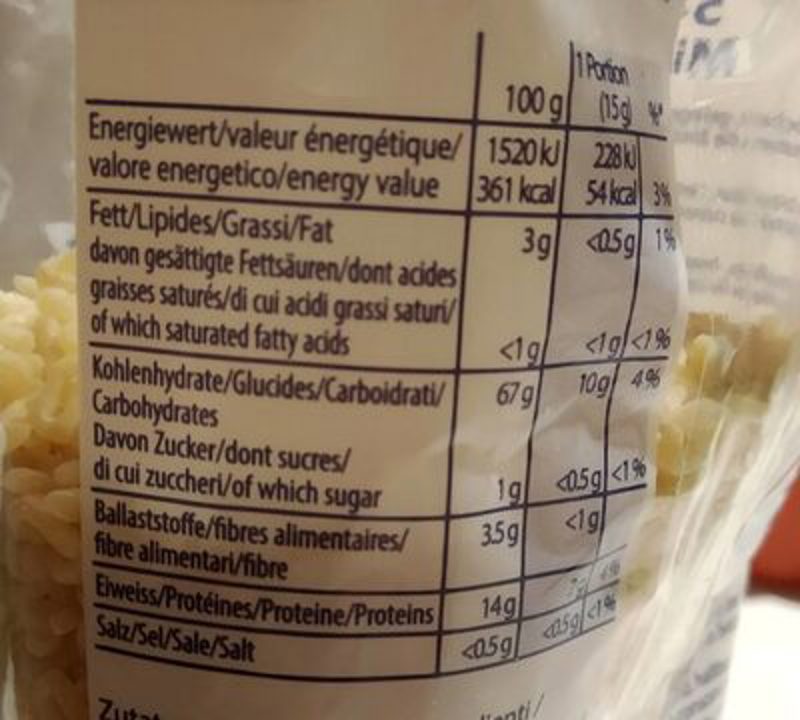 1 Portion
100 g (15g) %*
Energiewert/valeur énergétique/ 1520 kJ 228 kJ
valore energetico/energy value 361 kcal 54 kcal 3%
Fett/Lipides/Grassi/Fat 3g <0.5g 1%
davon gesättigte Fettsäuren/dont acides
graisses saturés/di cui acidi grassi saturi/
of which saturated fatty acids <1g <1g <1%
Kohlenhydrate/Glucides/Carboidrati/ 67g 10g 4%
Carbohydrates
Davon Zucker/dont sucres/
di cui zuccheri/of which sugar 1g <0.5g <1%
Ballaststoffe/fibres alimentaires/ 3.5g <1g
fibre alimentari/fibre
Eiweiss/Protéines/Proteine/Proteins 14g
Salz/Sel/Sale/Salt <0.5g <0.5g <1%